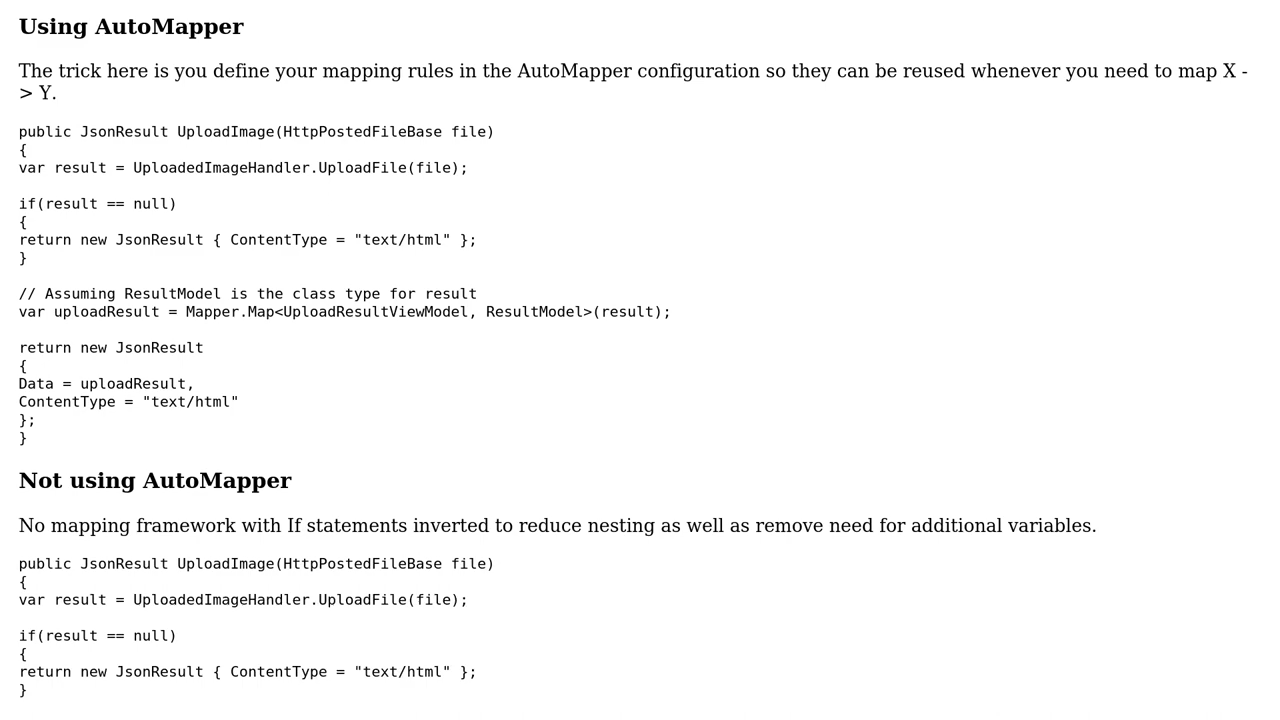 Using AutoMapper
The trick here is you define your mapping rules in the AutoMapper configuration so they can be reused whenever you need to map X -
> Y.
public JsonResult UploadImage(HttpPostedFileBase file)
{
var result = UploadedImageHandler.UploadFile(file);
if(result == null)
{
return new JsonResult { ContentType = "text/html" };
}
// Assuming ResultModel is the class type for result
var uploadResult = Mapper.Map<UploadResultViewModel, ResultModel>(result);
return new JsonResult
{
Data = uploadResult,
ContentType = "text/html"
};
}
Not using AutoMapper
No mapping framework with If statements inverted to reduce nesting as well as remove need for additional variables.
public JsonResult UploadImage(HttpPostedFileBase file)
{
var result = UploadedImageHandler.UploadFile(file);
if(result == null)
{
return new JsonResult { ContentType = "text/html" };
}